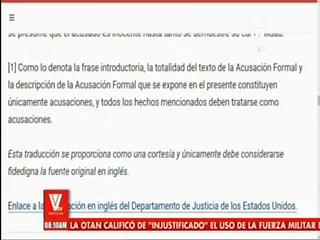 se presume que el acusado es inocente hasta tanto se demuestre su
[1] Como lo denota la frase introductoria, la totalidad del texto de la Acusación Formal y
la descripción de la Acusación Formal que se expone en el presente constituyen
únicamente acusaciones, y todos los hechos mencionados deben tratarse como
acusaciones.
Esta traducción se proporciona como una cortesía y únicamente debe considerarse
fidedigna la fuente original en inglés.
Enlace a la en inglés del Departamento de Justicia de los Estados Unidos.
V
08:10AM LA OTAN CALIFICÓ DE "INJUSTIFICADO" EL USO DE LA FUERZA MILITAR